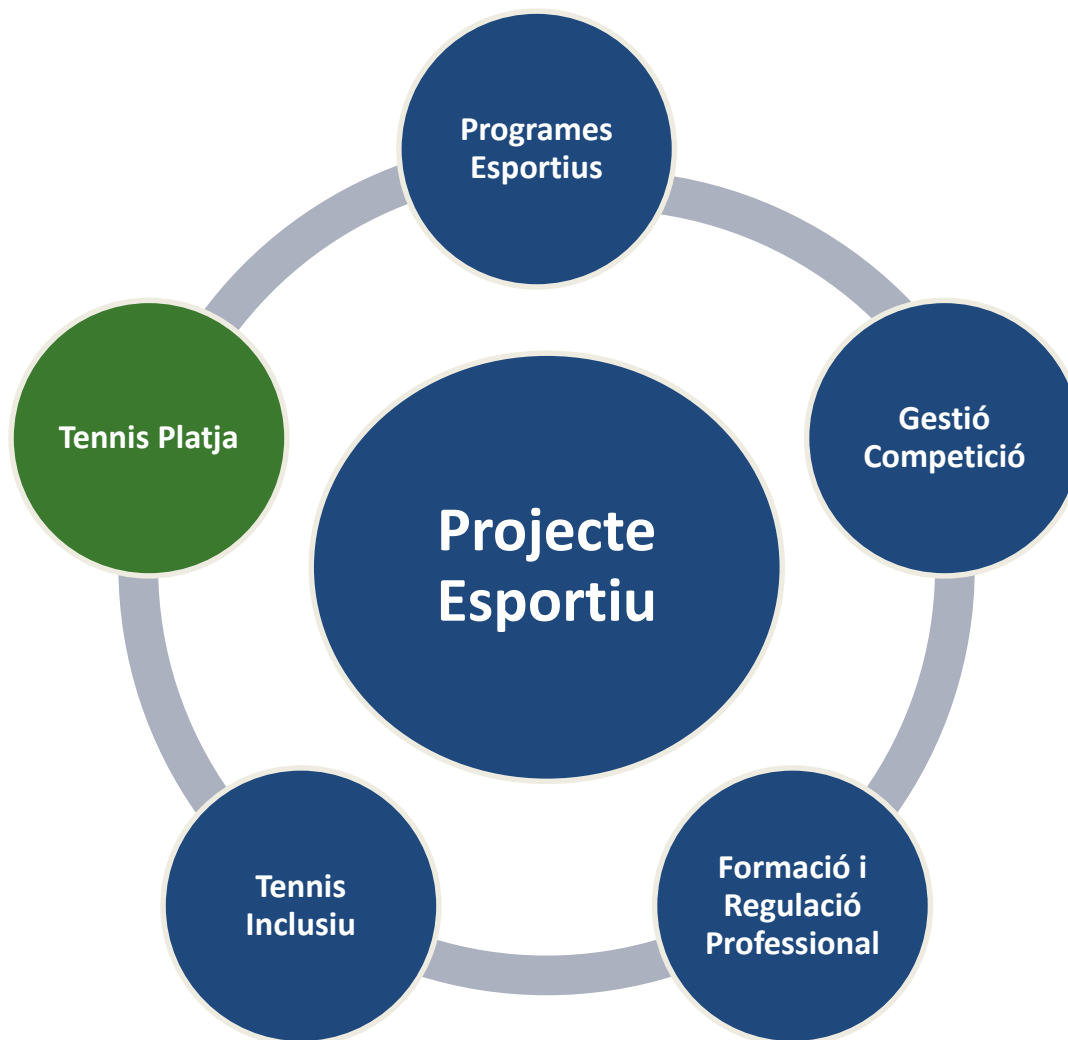 Programes
Esportius
Tennis Platja
Gestió
Competició
Projecte
Esportiu
Tennis
Inclusiu
Formació i
Regulació
Professional